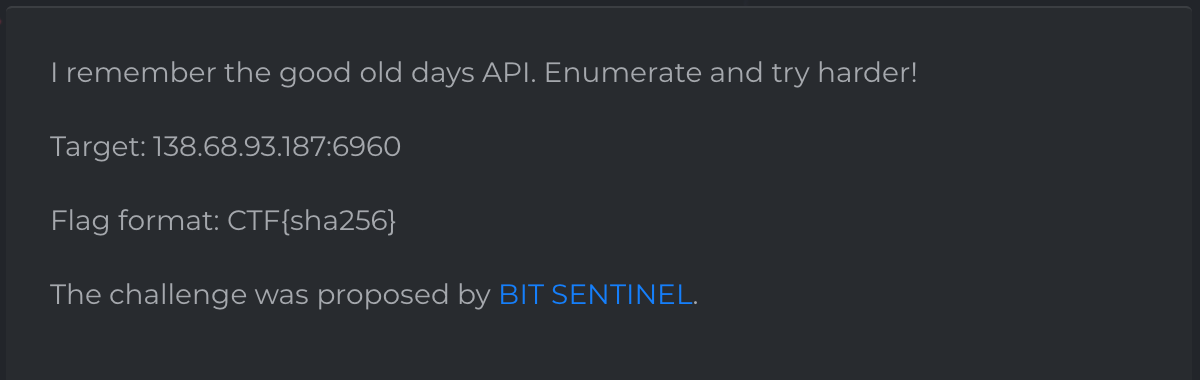 I remember the good old days API. Enumerate and try harder!
Target: 138.68.93.187:6960
Flag format: CTF{sha256}
The challenge was proposed by BIT SENTINEL.